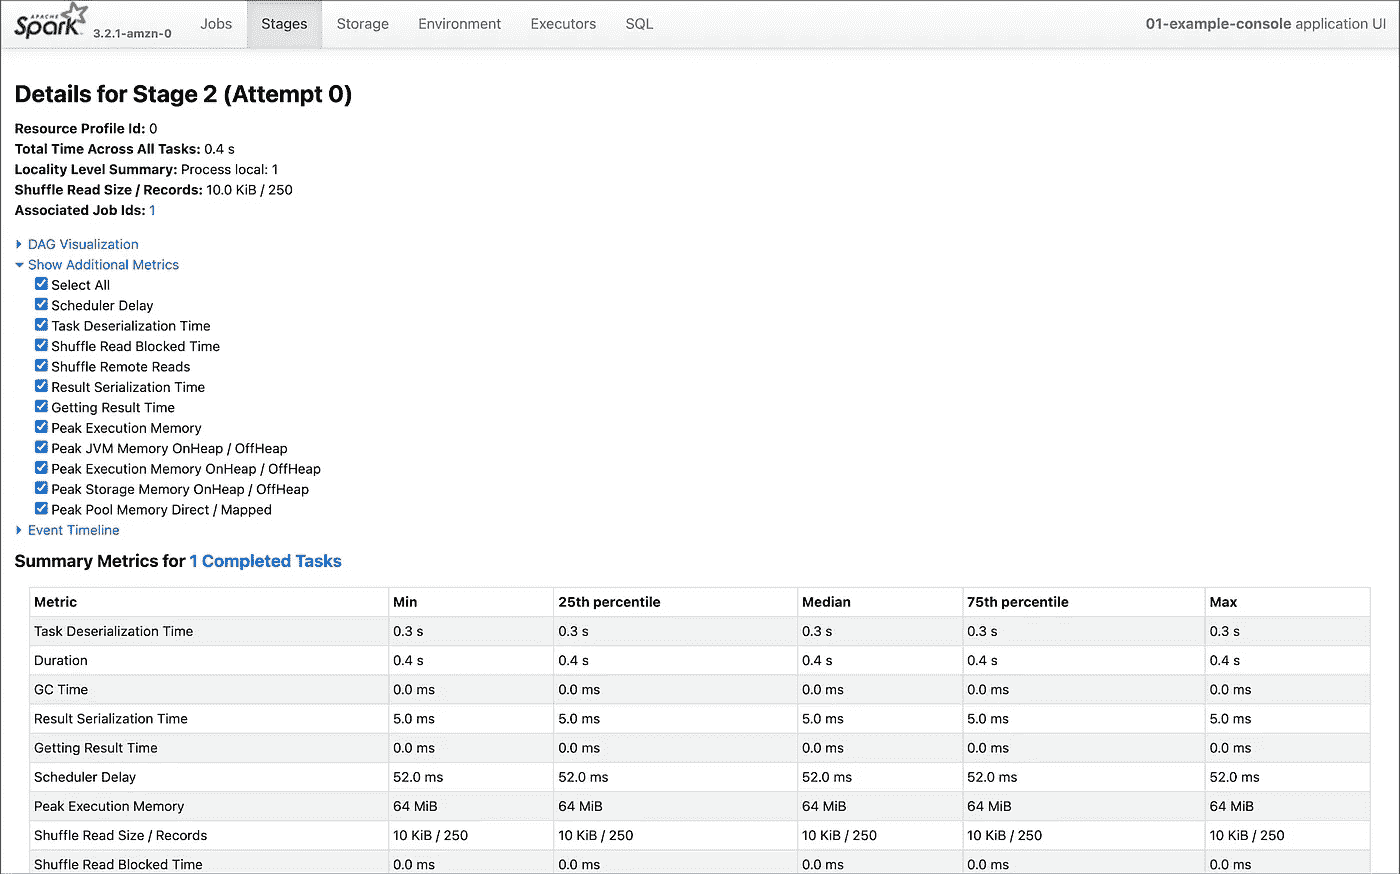 APACHE
Spark 3.2.1-amzn-0 Jobs Stages Storage Environment Executors SQL 01-example-console application UI
Details for Stage 2 (Attempt 0)
Resource Profile Id: 0
Total Time Across All Tasks: 0.4 s
Locality Level Summary: Process local: 1
Shuffle Read Size / Records: 10.0 KiB / 250
Associated Job Ids: 1
DAG Visualization
Show Additional Metrics
Select All
Scheduler Delay
Task Deserialization Time
Shuffle Read Blocked Time
Shuffle Remote Reads
Result Serialization Time
Getting Result Time
Peak Execution Memory
Peak JVM Memory OnHeap / OffHeap
Peak Execution Memory OnHeap / OffHeap
Peak Storage Memory OnHeap / OffHeap
Peak Pool Memory Direct / Mapped
Event Timeline
Summary Metrics for 1 Completed Tasks
Metric Min 25th percentile Median 75th percentile Max
Task Deserialization Time 0.3 s 0.3 s 0.3 s 0.3 s 0.3 s
Duration 0.4 s 0.4 s 0.4 s 0.4 s 0.4 s
GC Time 0.0 ms 0.0 ms 0.0 ms 0.0 ms 0.0 ms
Result Serialization Time 5.0 ms 5.0 ms 5.0 ms 5.0 ms 5.0 ms
Getting Result Time 0.0 ms 0.0 ms 0.0 ms 0.0 ms 0.0 ms
Scheduler Delay 52.0 ms 52.0 ms 52.0 ms 52.0 ms 52.0 ms
Peak Execution Memory 64 MiB 64 MiB 64 MiB 64 MiB 64 MiB
Shuffle Read Size / Records 10 KiB / 250 10 KiB / 250 10 KiB / 250 10 KiB / 250 10 KiB / 250
Shuffle Read Blocked Time 0.0 ms 0.0 ms 0.0 ms 0.0 ms 0.0 ms